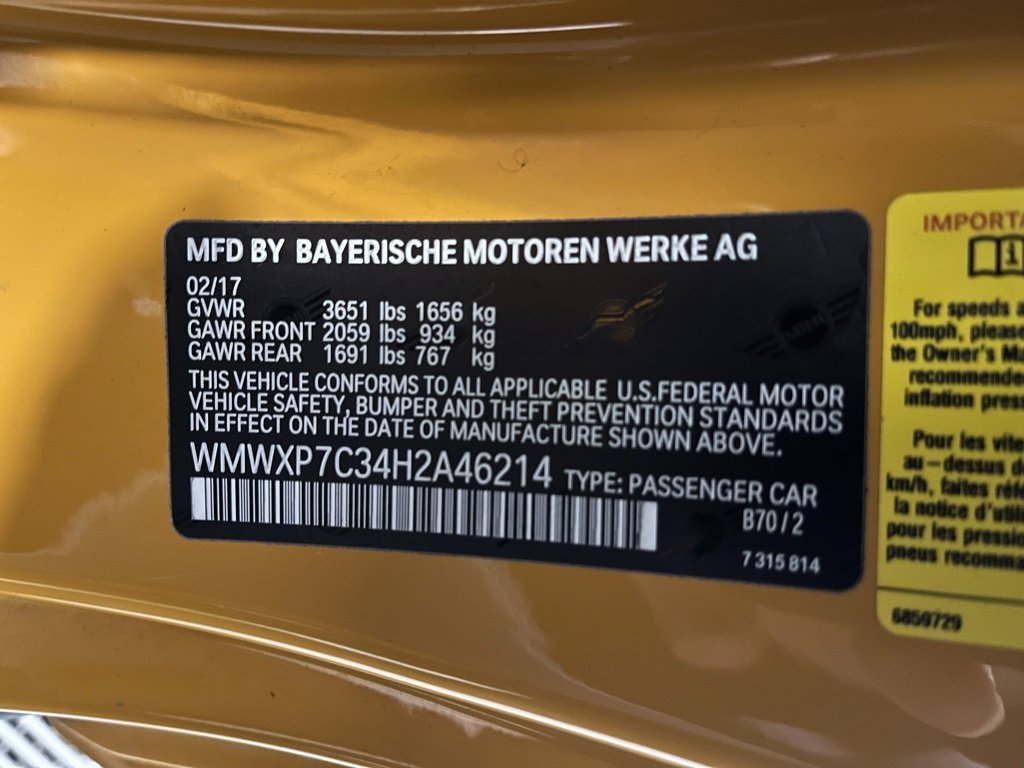 MFD BY BAYERISCHE MOTOREN WERKE AG
02/17
GVWR 3651 lbs 1656 kg
GAWR FRONT 2059 lbs 934 kg
GAWR REAR 1691 lbs 767 kg
THIS VEHICLE CONFORMS TO ALL APPLICABLE U.S.FEDERAL MOTOR
VEHICLE SAFETY, BUMPER AND THEFT PREVENTION STANDARDS
IN EFFECT ON THE DATE OF MANUFACTURE SHOWN ABOVE.
WMWXP7C34H2A46214 TYPE: PASSENGER CAR
B70/2
7 315 814
IMPORTA
i
For speeds a
100mph, please
the Owner's Ma
recommende
inflation press
Pour les vite
au-dessus de
km/h, faites réfé
la notice d'utili
pour les pressio
pneus recomma
6859729